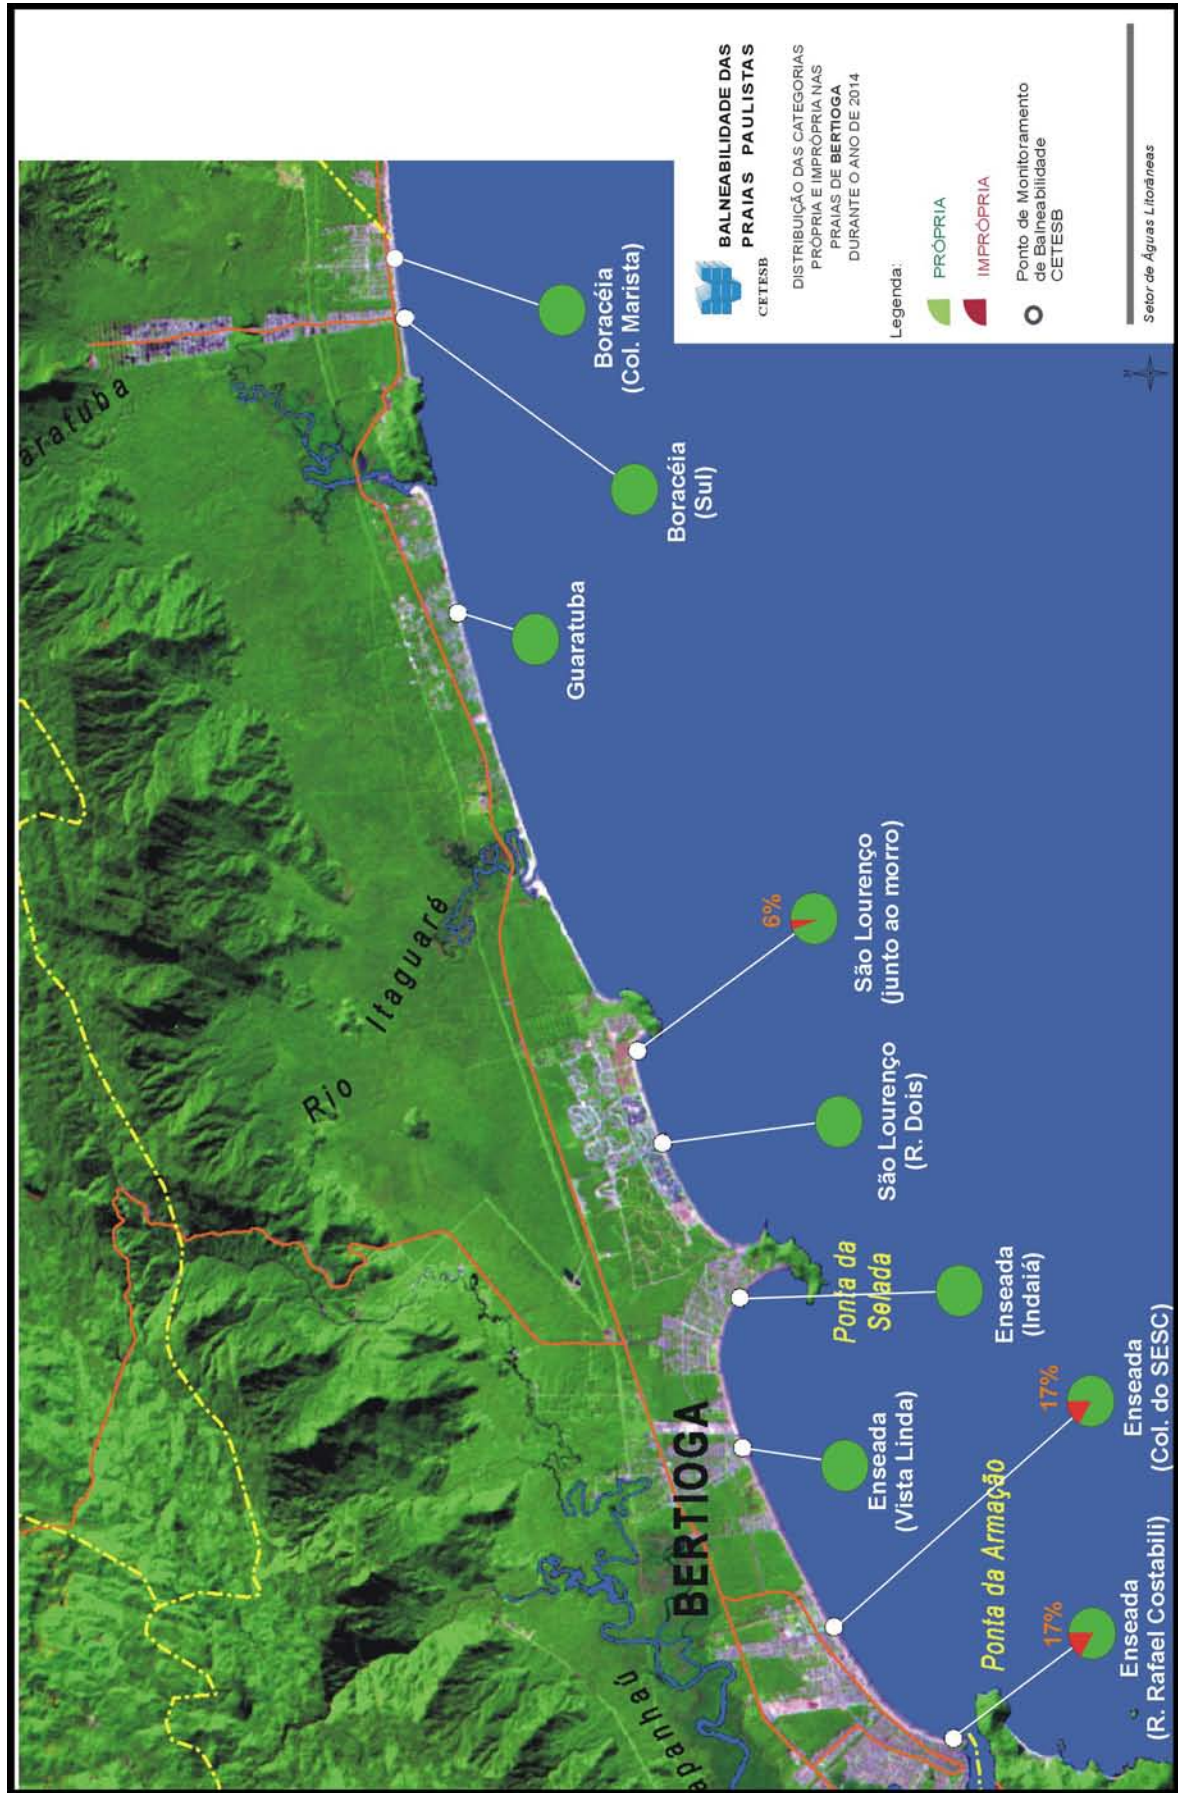 BALNEABILIDADE DAS
PRAIAS PAULISTAS
CETESB
DISTRIBUIÇÃO DAS CATEGORIAS
PRÓPRIA E IMPRÓPRIA NAS
PRAIAS DE BERTIOGA
DURANTE O ANO DE 2014
Legenda:
PRÓPRIA
IMPRÓPRIA
Ponto de Monitoramento
de Balneabilidade
CETESB
Setor de Águas Litorâneas
N
aratuba
Rio
Itaguaré
BERTIOGA
apanhaú
Boracéia
(Col. Marista)
Boracéia
(Sul)
Guaratuba
6%
São Lourenço
(junto ao morro)
São Lourenço
(R. Dois)
Ponta da
Selada
Enseada
(Indaiá)
Enseada
(Vista Linda)
17%
Enseada
(Col. do SESC)
Ponta da Armação
17%
Enseada
(R. Rafael Costabili)